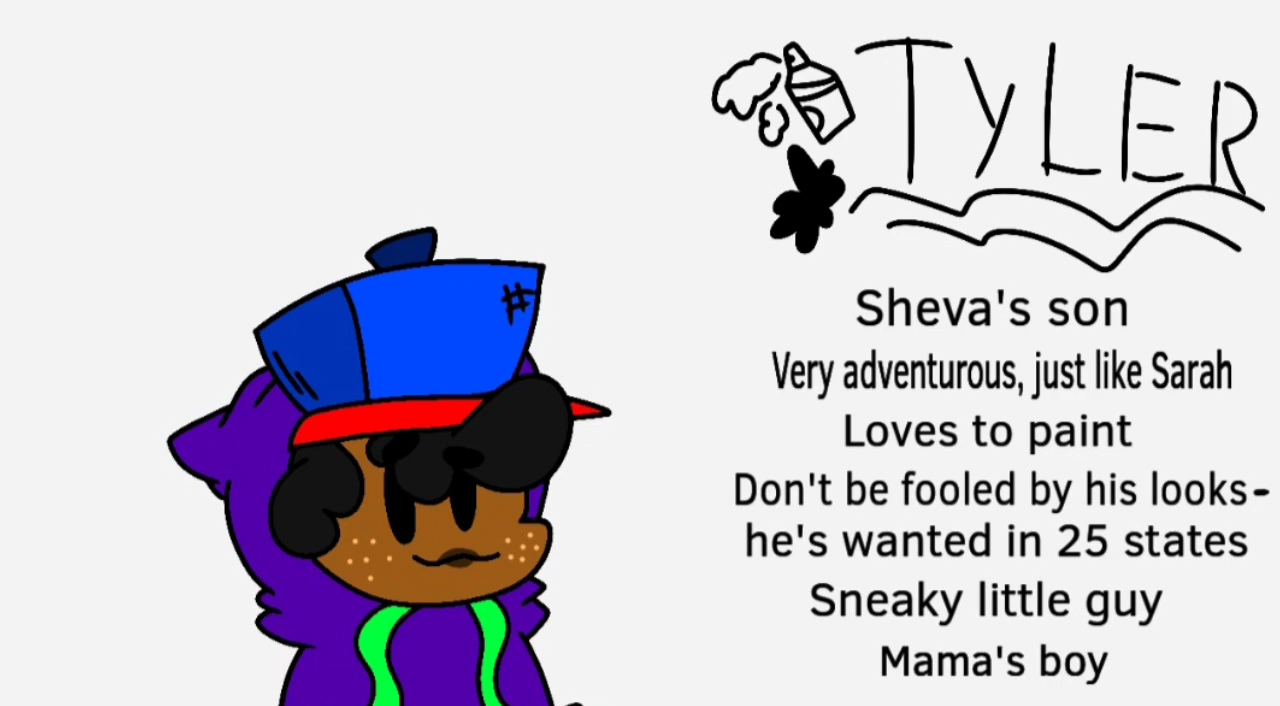 TYLER
Sheva's son
Very adventurous, just like Sarah
Loves to paint
Don't be fooled by his looks-
he's wanted in 25 states
Sneaky little guy
Mama's boy